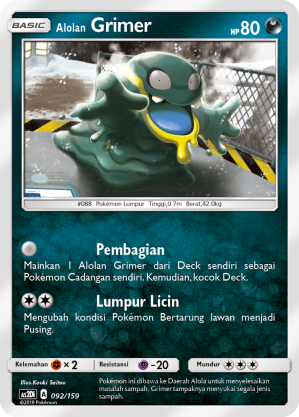 BASIC Alolan Grimer HP80
#088 Pokémon Lumpur Tinggi,0.7m Berat,42.0kg
Pembagian
Mainkan 1 Alolan Grimer dari Deck sendiri sebagai
Pokémon Cadangan sendiri. Kemudian, kocok Deck.
Lumpur Licin
Mengubah kondisi Pokémon Bertarung lawan menjadi
Pusing.
Kelemahan ×2 Resistansi -20 Mundur
Illus.Kouki Saitou
AS2Di A 092/159
©2019 Pokémon
Pokémon ini dibawa ke Daerah Alola untuk menyelesaikan
masalah sampah. Grimer tampaknya memakan segala
jenis sampah.